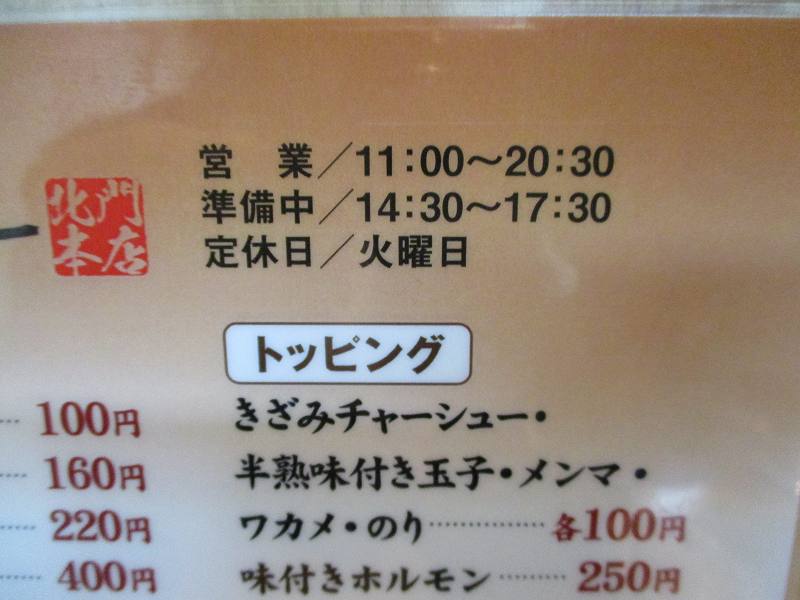 営　業／11:00～20:30
準備中／14:30～17:30
定休日／火曜日
北門
本店
トッピング
100円
160円
220円
400円
きざみチャーシュー・
半熟味付き玉子・メンマ・
ワカメ・のり…………各100円
味付きホルモン………250円